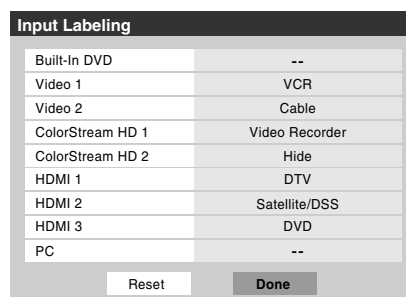 Input Labeling
Built-In DVD --
Video 1 VCR
Video 2 Cable
ColorStream HD 1 Video Recorder
ColorStream HD 2 Hide
HDMI 1 DTV
HDMI 2 Satellite/DSS
HDMI 3 DVD
PC --
Reset Done